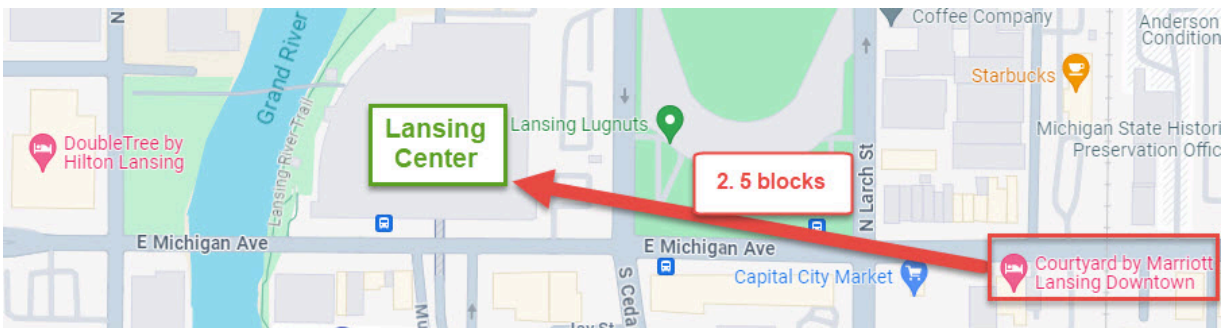 N
Coffee Company
Anderson
Condition
Grand River
Starbucks
Lansing
Center
Lansing Lugnuts
DoubleTree by
Hilton Lansing
Michigan State Histori
Preservation Offic
Lansing River Trail
2. 5 blocks
N Larch St
E Michigan Ave
E Michigan Ave
Capital City Market
Courtyard by Marriott
Lansing Downtown
S Ceda
Mu